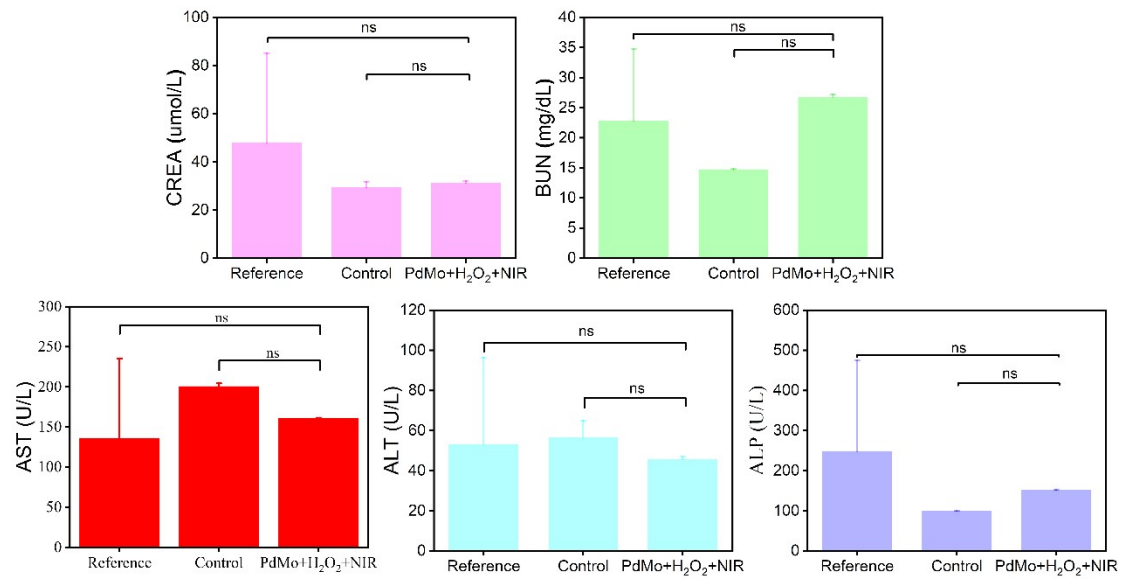 CREA (umol/L)
100
80
60
40
20
0
ns
ns
Reference Control PdMo+H₂O₂+NIR
BUN (mg/dL)
40
35
30
25
20
15
10
5
0
ns
ns
Reference Control PdMo+H₂O₂+NIR
AST (U/L)
300
250
200
150
100
50
0
ns
ns
Reference Control PdMo+H₂O₂+NIR
ALT (U/L)
120
100
80
60
40
20
0
ns
ns
Reference Control PdMo+H₂O₂+NIR
ALP (U/L)
600
500
400
300
200
100
0
ns
ns
Reference Control PdMo+H₂O₂+NIR